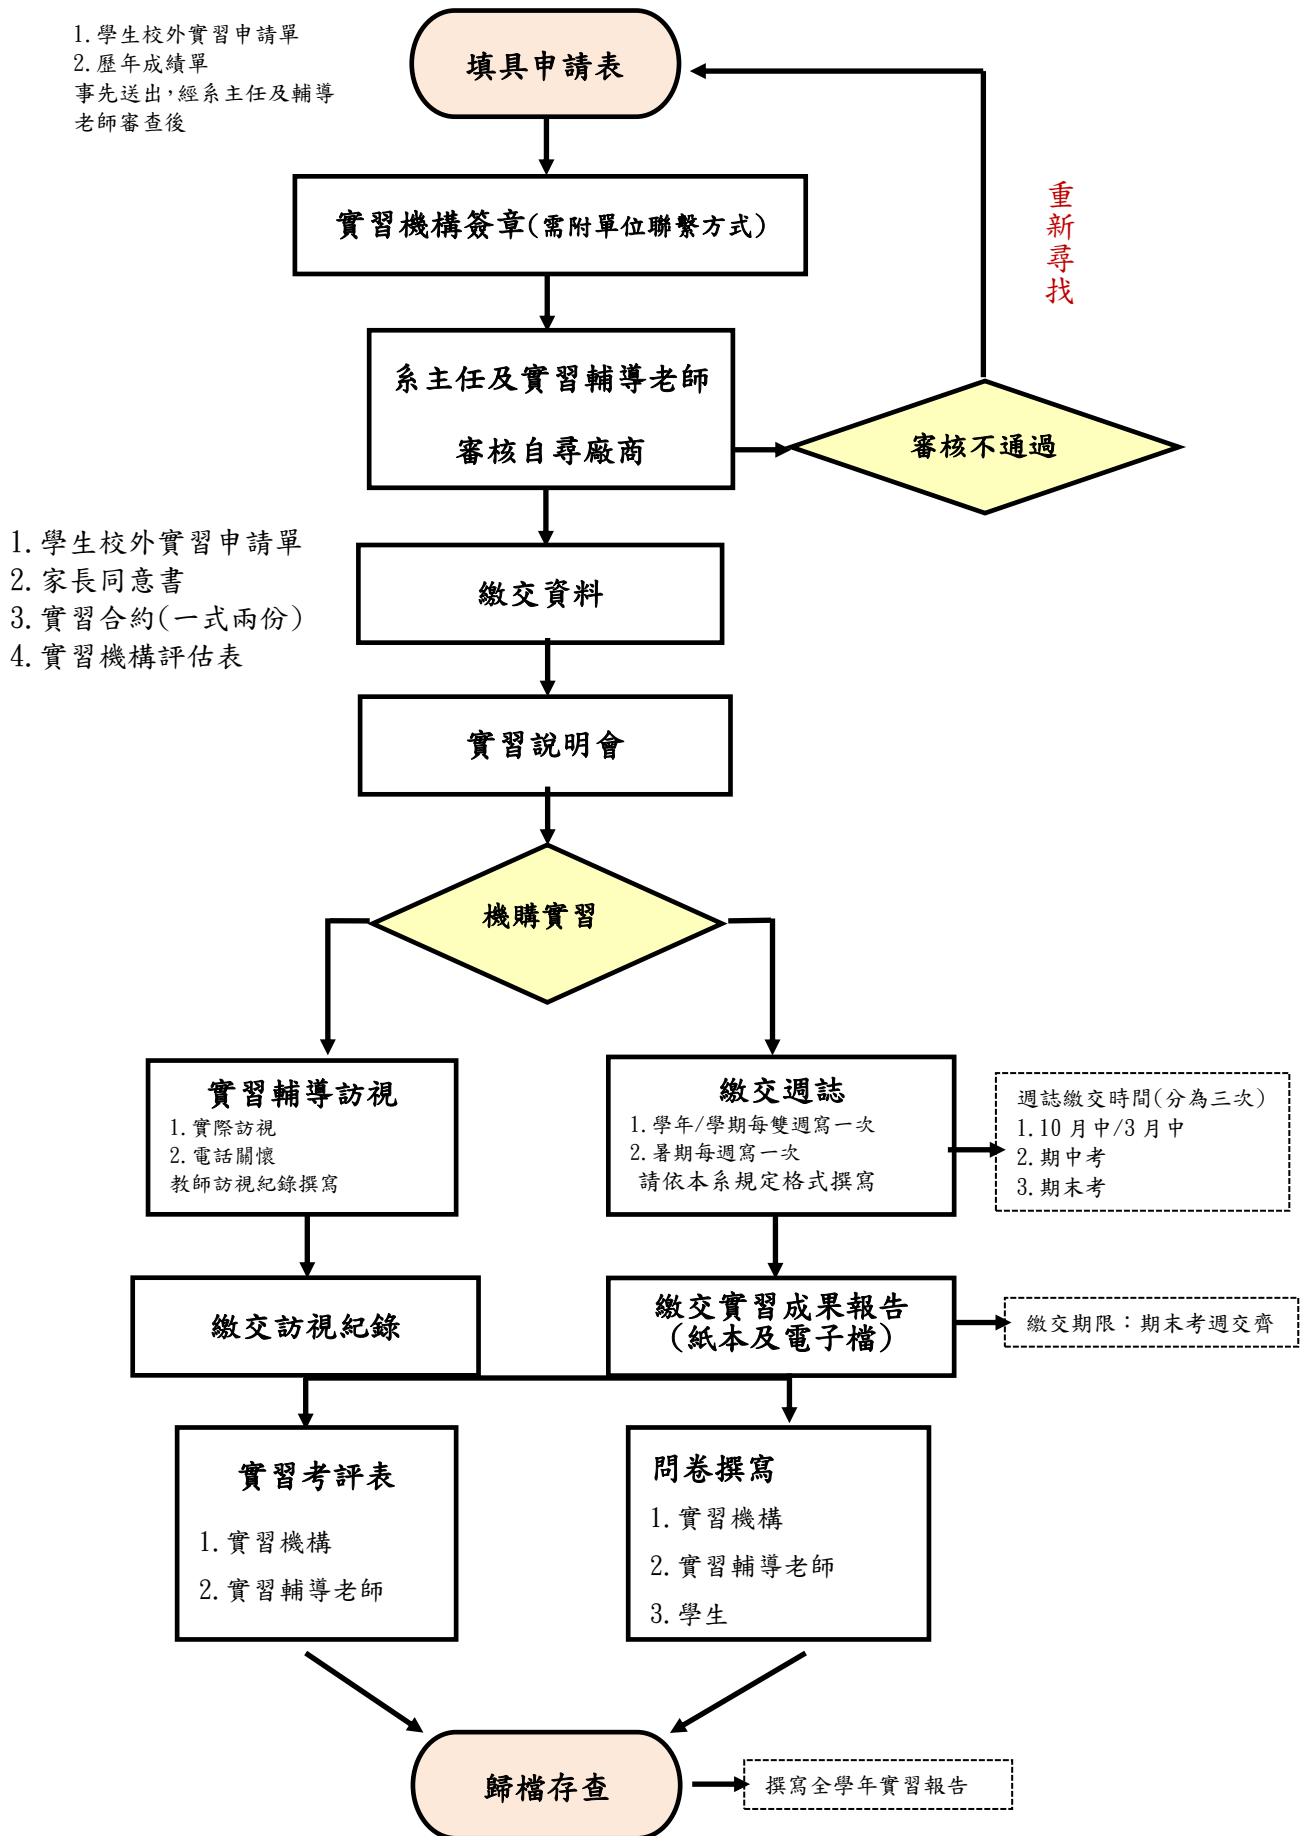 1.學生校外實習申請單
2.歷年成績單
事先送出,經系主任及輔導
老師審查後
填具申請表
實習機構簽章(需附單位聯繫方式)
重
新
尋
找
系主任及實習輔導老師
審核自尋廠商
審核不通過
1.學生校外實習申請單
2.家長同意書
3.實習合約(一式兩份)
4.實習機構評估表
繳交資料
實習說明會
機購實習
實習輔導訪視
1.實際訪視
2.電話關懷
教師訪視紀錄撰寫
繳交週誌
1.學年/學期每雙週寫一次
2.暑期每週寫一次
請依本系規定格式撰寫
週誌繳交時間(分為三次)
1.10月中/3月中
2.期中考
3.期末考
繳交訪視紀錄
繳交實習成果報告
(紙本及電子檔)
繳交期限：期末考週交齊
實習考評表
1.實習機構
2.實習輔導老師
問卷撰寫
1.實習機構
2.實習輔導老師
3.學生
歸檔存查
撰寫全學年實習報告